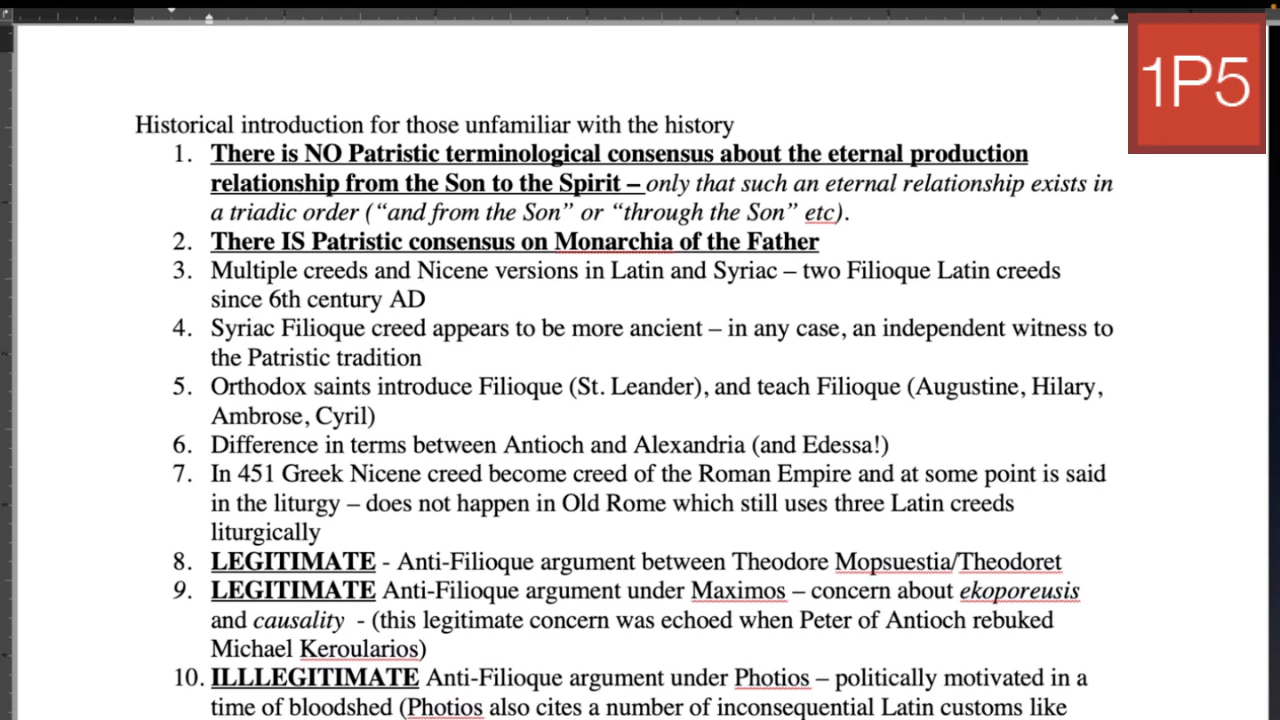 1P5
Historical introduction for those unfamiliar with the history
1. There is NO Patristic terminological consensus about the eternal production
relationship from the Son to the Spirit – only that such an eternal relationship exists in
a triadic order (“and from the Son” or “through the Son” etc).
2. There IS Patristic consensus on Monarchia of the Father
3. Multiple creeds and Nicene versions in Latin and Syriac – two Filioque Latin creeds
since 6th century AD
4. Syriac Filioque creed appears to be more ancient – in any case, an independent witness to
the Patristic tradition
5. Orthodox saints introduce Filioque (St. Leander), and teach Filioque (Augustine, Hilary,
Ambrose, Cyril)
6. Difference in terms between Antioch and Alexandria (and Edessa!)
7. In 451 Greek Nicene creed become creed of the Roman Empire and at some point is said
in the liturgy – does not happen in Old Rome which still uses three Latin creeds
liturgically
8. LEGITIMATE - Anti-Filioque argument between Theodore Mopsuestia/Theodoret
9. LEGITIMATE Anti-Filioque argument under Maximos – concern about ekoporeusis
and causality - (this legitimate concern was echoed when Peter of Antioch rebuked
Michael Keroularios)
10. ILLLEGITIMATE Anti-Filioque argument under Photios – politically motivated in a
time of bloodshed (Photios also cites a number of inconsequential Latin customs like